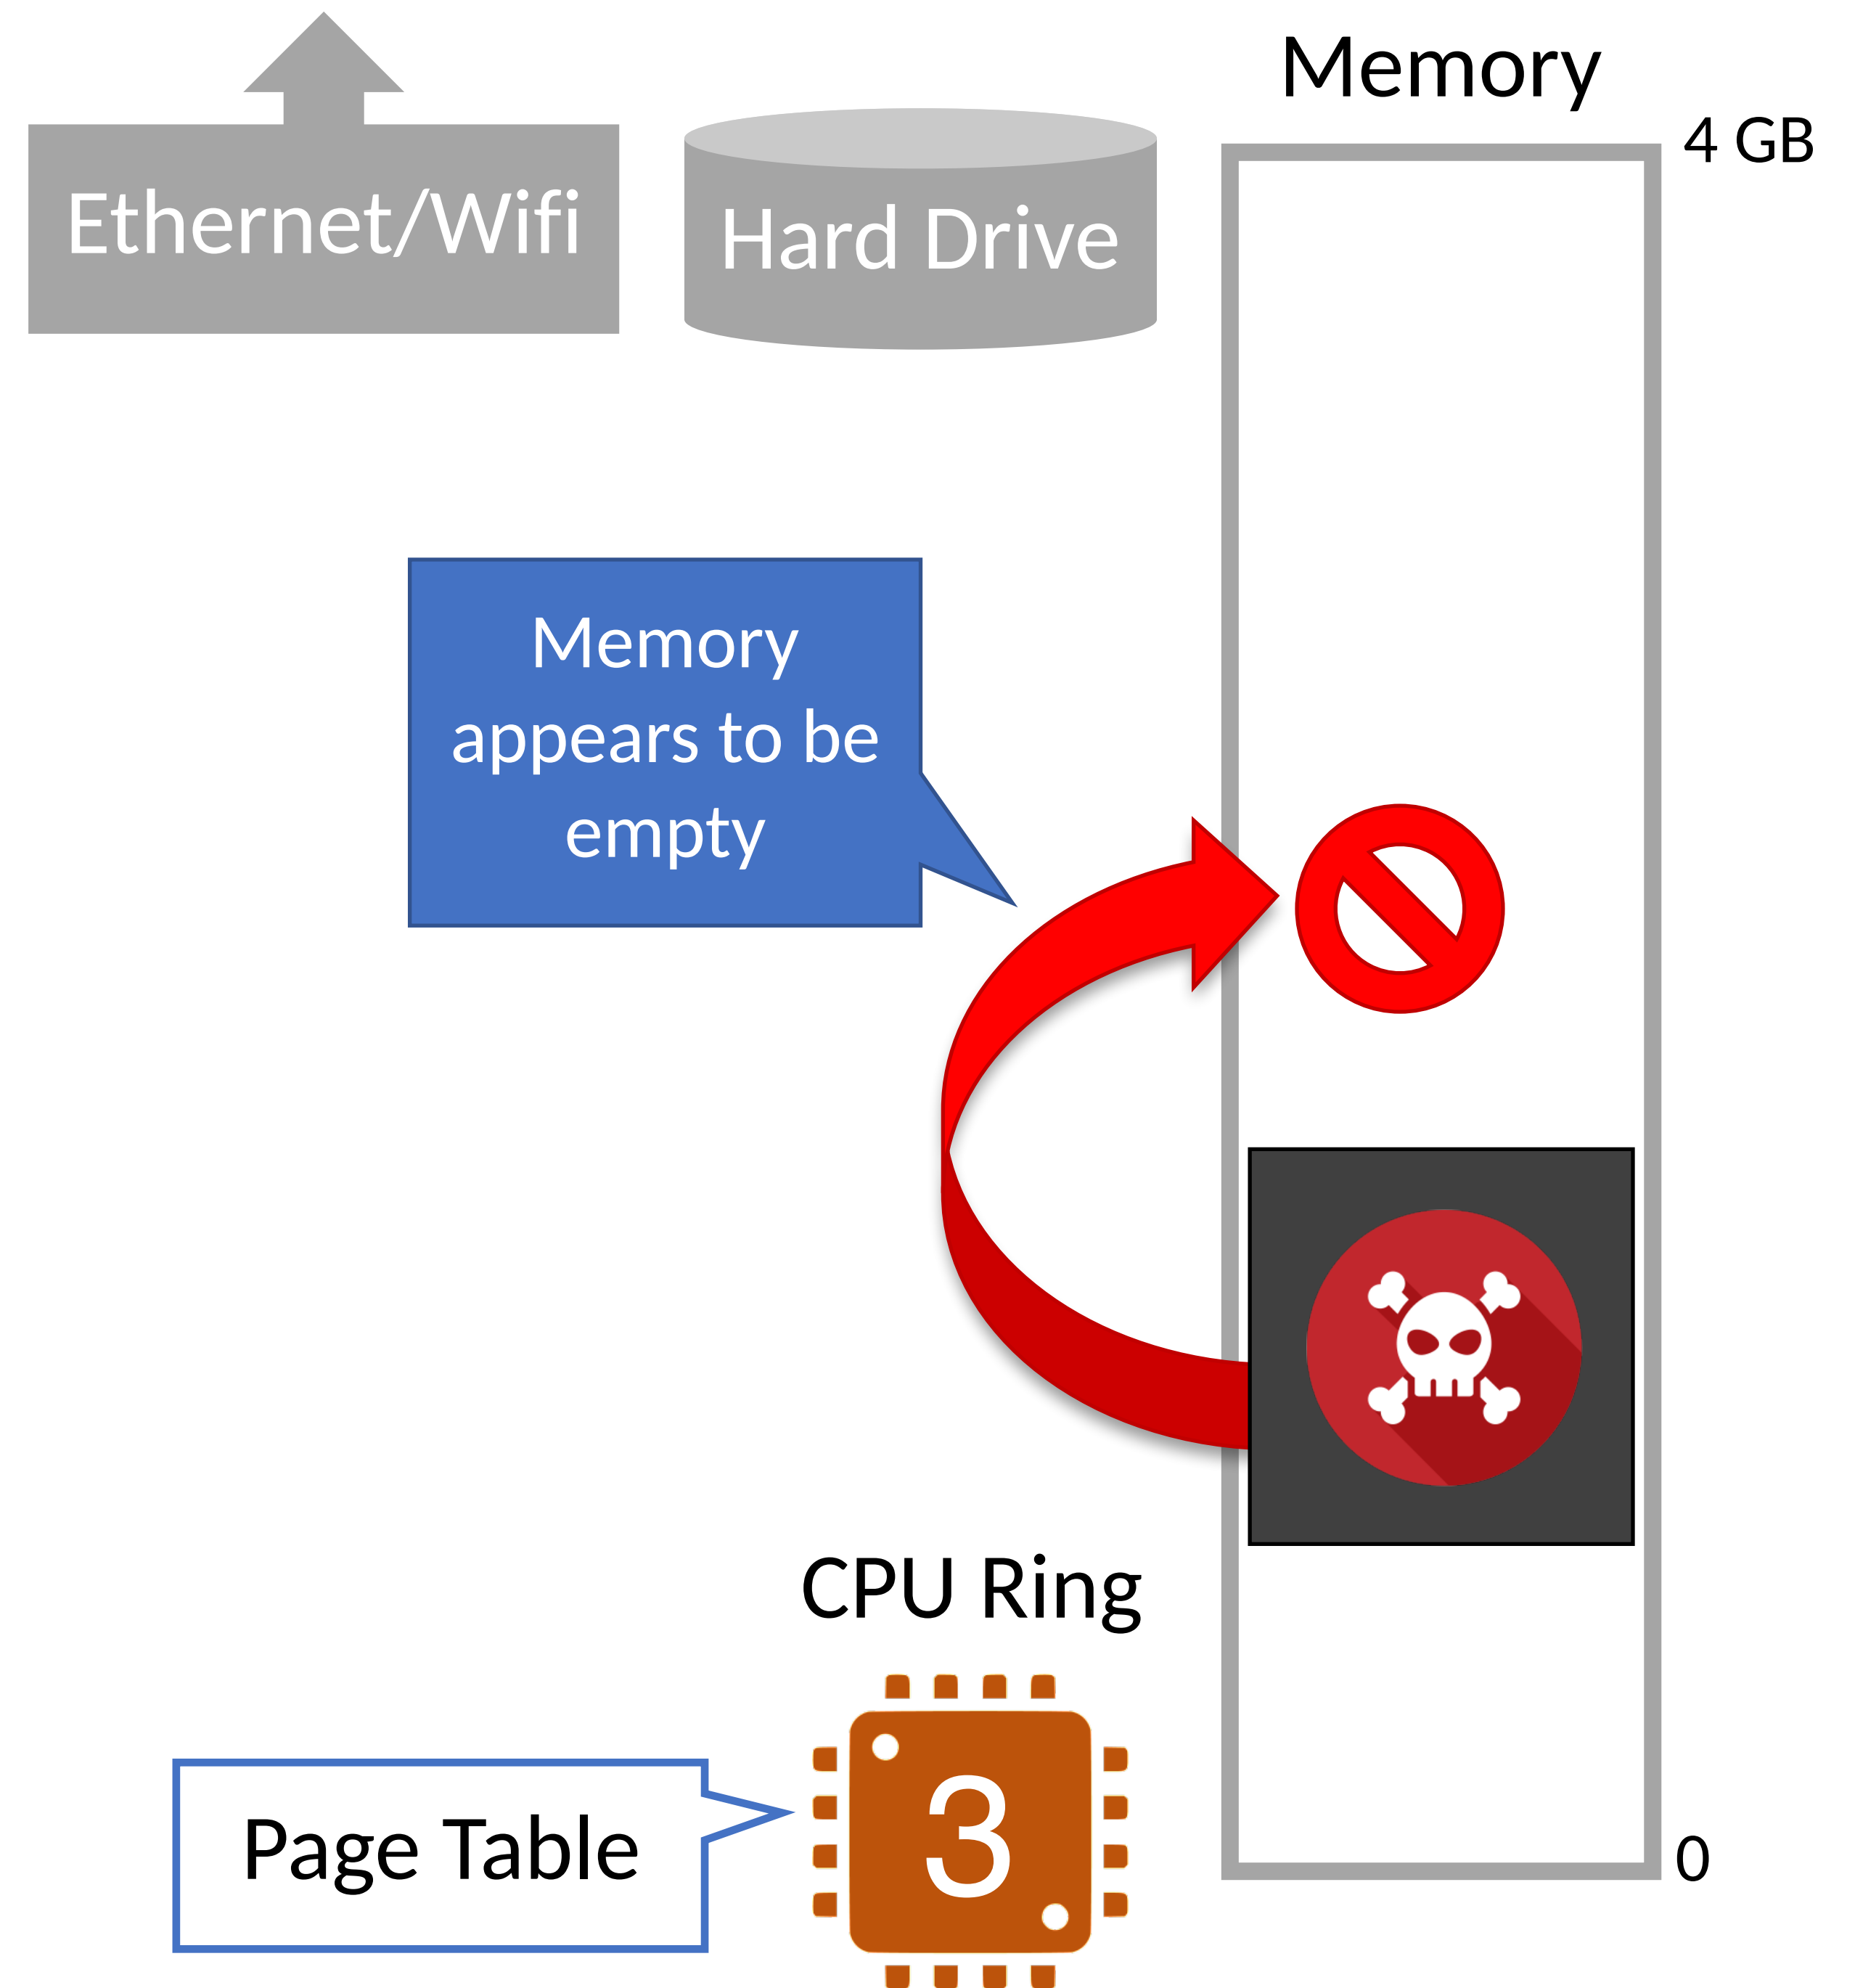 Memory
4 GB
Ethernet/Wifi
Hard Drive
Memory
appears to be
empty
CPU Ring
3
Page Table
0